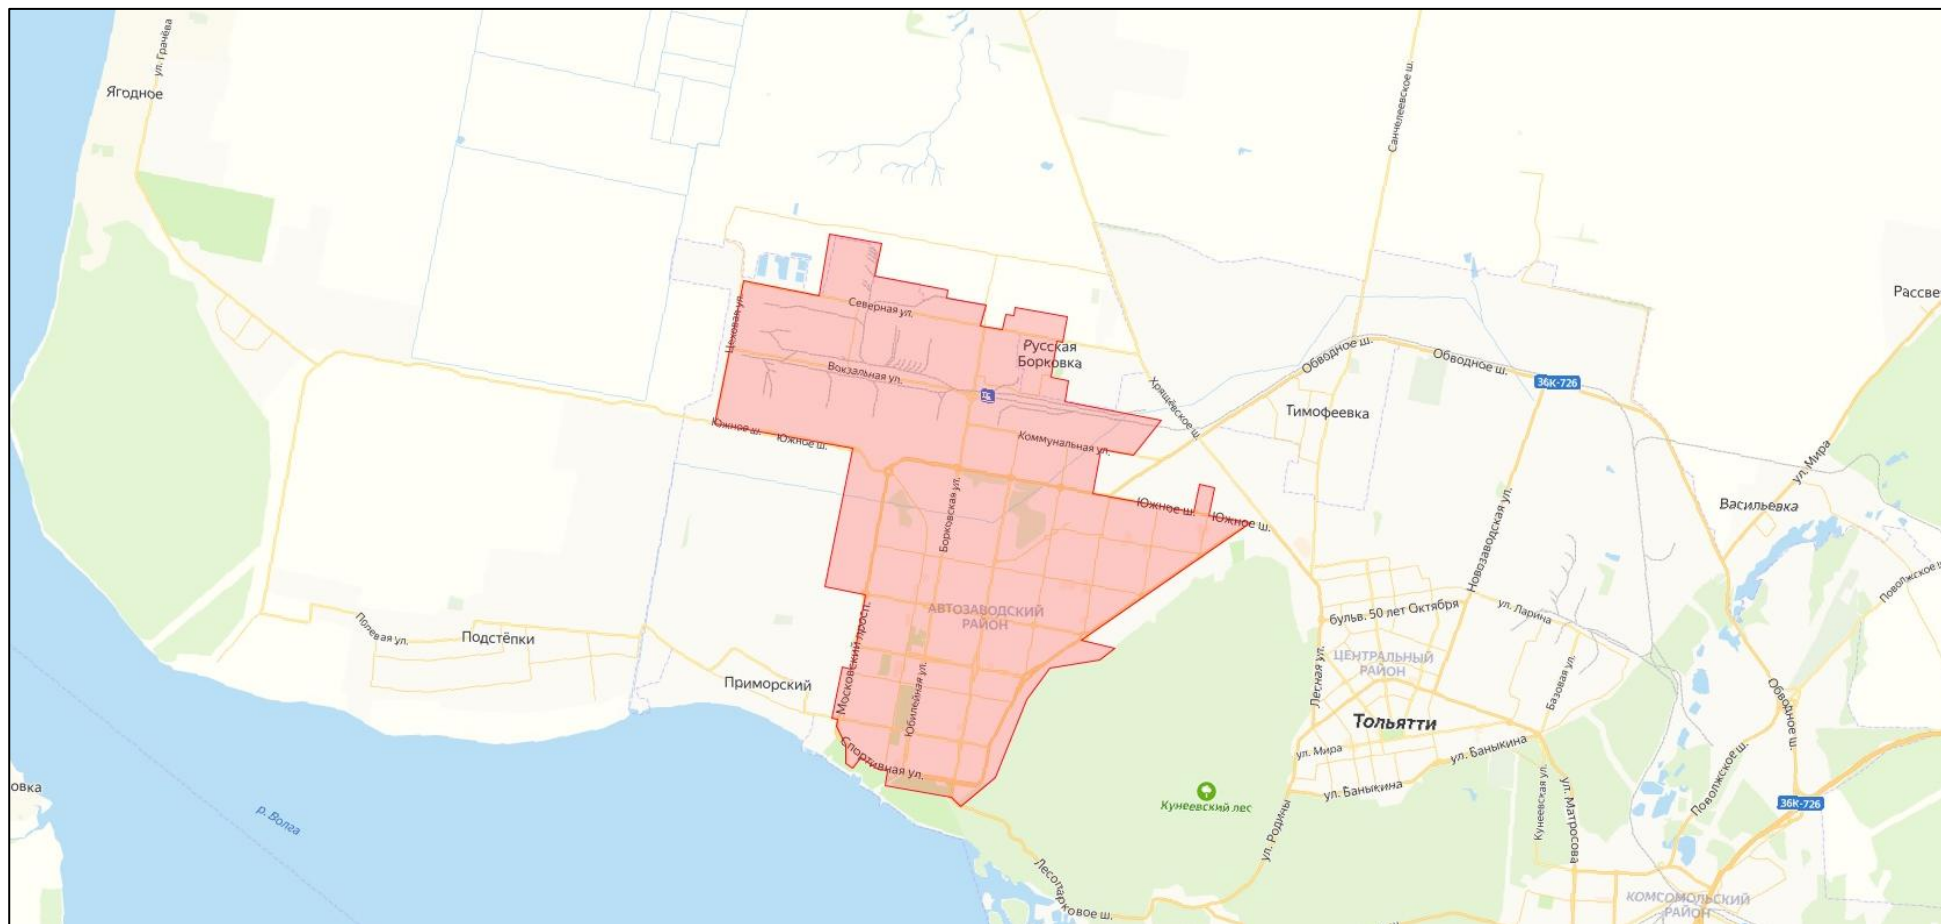 ул. Грачёва
Ягодное
Санчелеевское ш.
Рассве
Цеховая ул.
Северная ул.
Русская
Борковка
Вокзальная ул.
Обводное ш.
Обводное ш.
36К-726
Хрящёвское ш.
Тимофеевка
Южное ш.
Южное ш.
Коммунальная ул.
ул. Мира
Васильевка
Борковская ул.
Южное ш.
Южное ш.
Новозаводская ул.
Поволжское ш
Полевая ул.
Подстёпки
АВТОЗАВОДСКИЙ
РАЙОН
бульв. 50 лет Октября
ул. Ларина
Московский просп.
Приморский
Юбилейная ул.
Лесная ул.
ЦЕНТРАЛЬНЫЙ
РАЙОН
Базовая ул.
Обводное ш.
Тольятти
Спортивная ул.
ул. Мира
ул. Баныкина
овка
р. Волга
Кунеевский лес
ул. Баныкина
Кунеевская ул.
ул. Матросова
Поволжское ш.
36К-726
ул. Родины
Лесопарковое ш.
КОМСОМОЛЬСКИЙ
РАЙОН